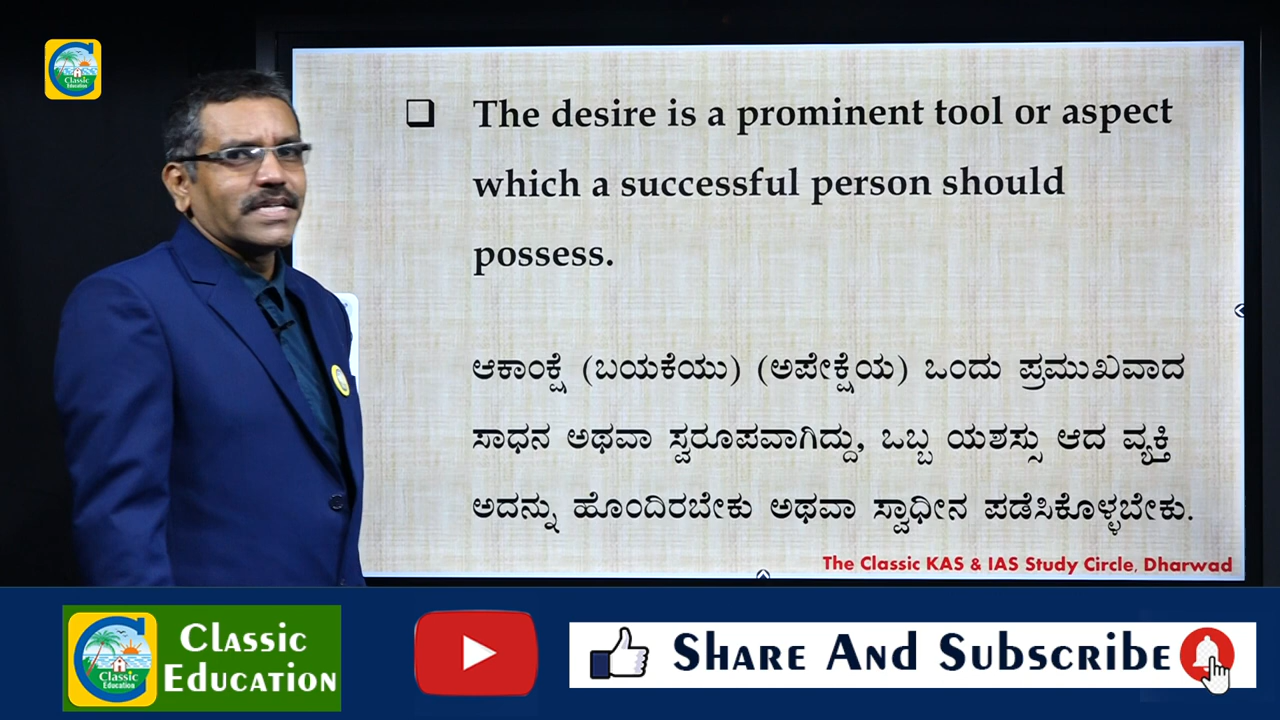 Classic
Education
The desire is a prominent tool or aspect
which a successful person should
possess.
ಆಕಾಂಕ್ಷೆ (ಬಯಕೆಯು) (ಅಪೇಕ್ಷೆಯ) ಒಂದು ಪ್ರಮುಖವಾದ
ಸಾಧನ ಅಥವಾ ಸ್ವರೂಪವಾಗಿದ್ದು, ಒಬ್ಬ ಯಶಸ್ಸು ಆದ ವ್ಯಕ್ತಿ
ಅದನ್ನು ಹೊಂದಿರಬೇಕು ಅಥವಾ ಸ್ವಾಧೀನ ಪಡೆಸಿಕೊಳ್ಳಬೇಕು.
The Classic KAS & IAS Study Circle, Dharwad
Classic
Education
Classic
Education
Share And Subscribe